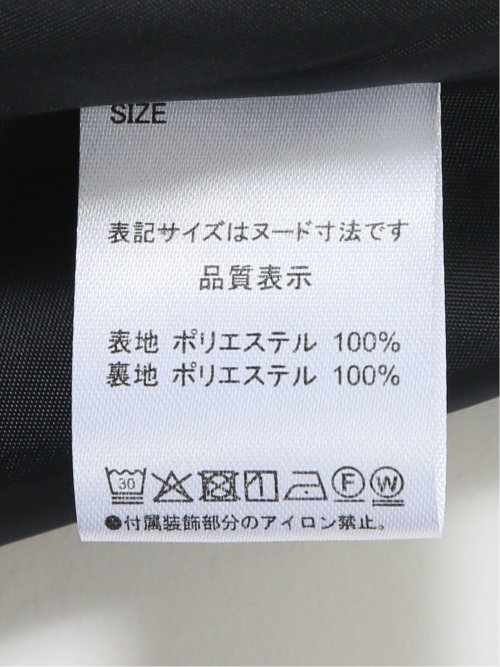 SIZE
表記サイズはヌード寸法です
品質表示
表地 ポリエステル 100%
裏地 ポリエステル 100%
30 F W
●付属装飾部分のアイロン禁止。